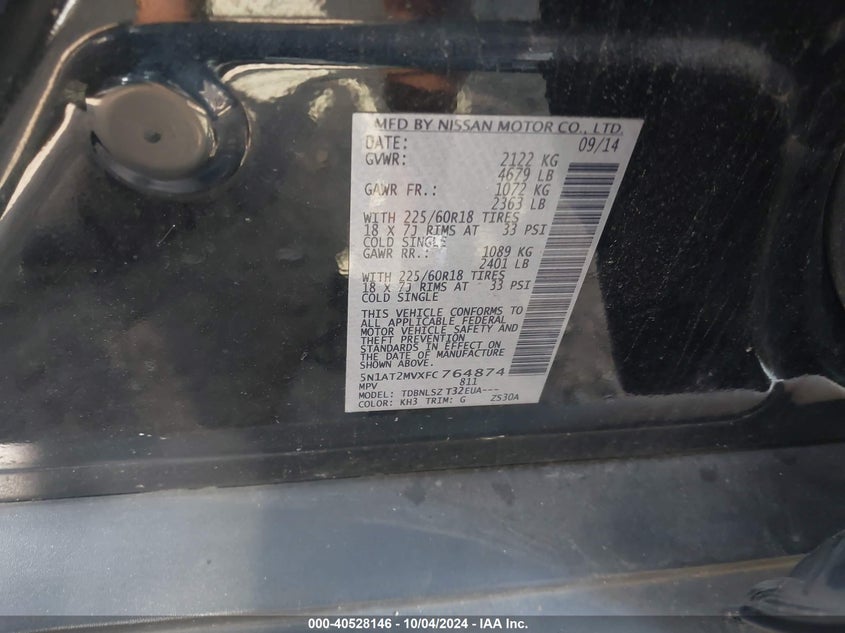 MFD BY NISSAN MOTOR CO., LTD.
DATE: 09/14
GVWR: 2122 KG
4679 LB
GAWR FR.: 1072 KG
2363 LB
WITH 225/60R18 TIRES
18 X 7J RIMS AT 33 PSI
COLD SINGLE
GAWR RR.: 1089 KG
2401 LB
WITH 225/60R18 TIRES
18 X 7J RIMS AT 33 PSI
COLD SINGLE
THIS VEHICLE CONFORMS TO
ALL APPLICABLE FEDERAL
MOTOR VEHICLE SAFETY AND
THEFT PREVENTION
STANDARDS IN EFFECT ON
THE DATE OF MANUFACTURE
SHOWN ABOVE.
5N1AT2MVXFC764874
MPV 811
MODEL: TDBNLSZ T32EUA---
COLOR: KH3 TRIM: G ZS30A
000-40528146 - 10/04/2024 - IAA Inc.